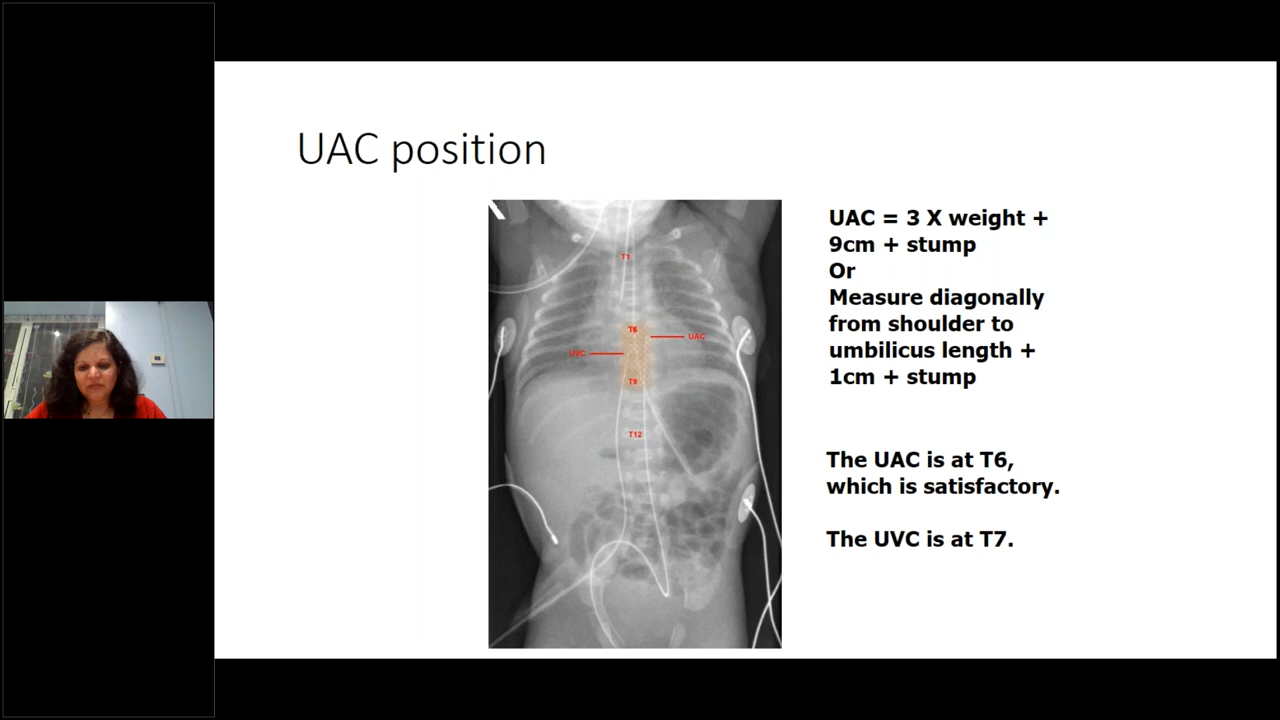 UAC position
UAC = 3 X weight +
9cm + stump
Or
Measure diagonally
from shoulder to
umbilicus length +
1cm + stump
The UAC is at T6,
which is satisfactory.
The UVC is at T7.
T1
T6
UAC
UVC
T9
T12